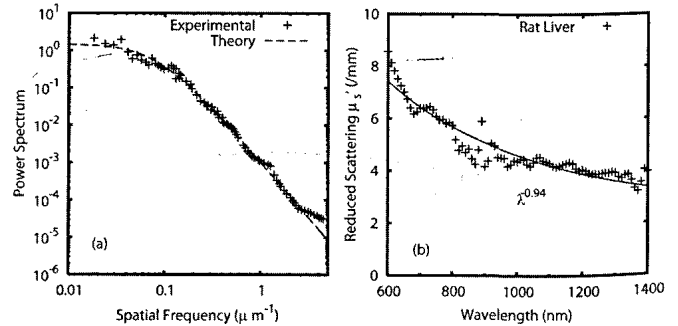 Experimental +
Theory
10^1
10^0
10^-1
10^-2
10^-3
10^-4
10^-5
10^-6
Power Spectrum
(a)
0.01 0.1 1
Spatial Frequency (μ m^-1)
Rat Liver +
10
8
6
4
2
0
Reduced Scattering μs' (/mm)
λ^-0.94
(b)
600 800 1000 1200 1400
Wavelength (nm)